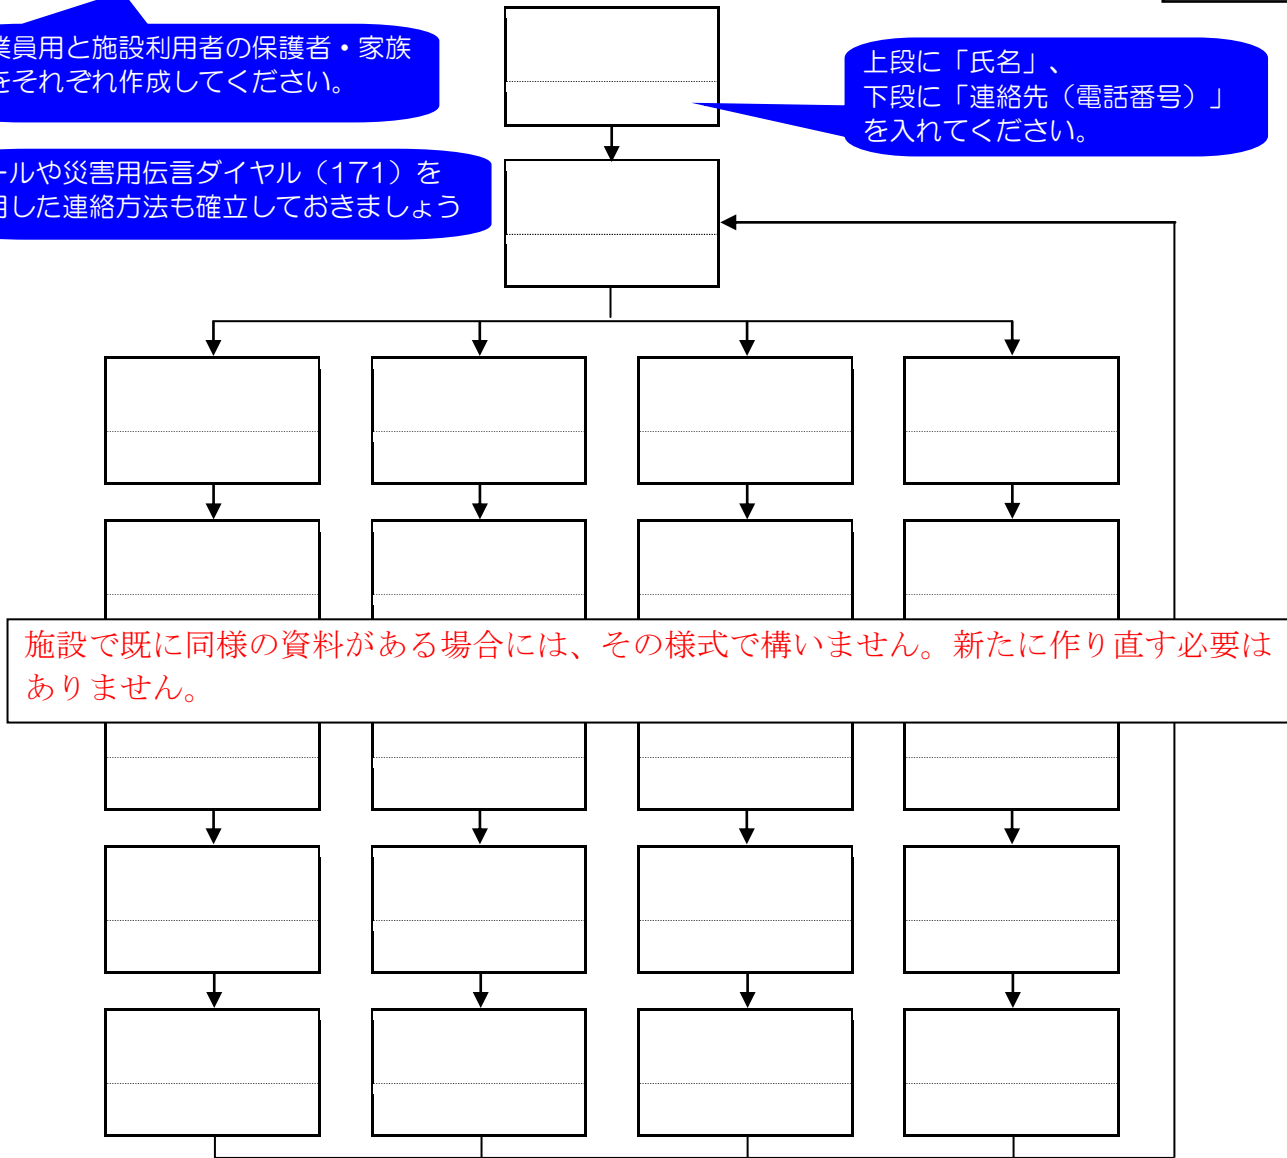 業員用と施設利用者の保護者・家族
をそれぞれ作成してください。
上段に「氏名」、
下段に「連絡先（電話番号）」
を入れてください。
ールや災害用伝言ダイヤル（171）を
用した連絡方法も確立しておきましょう
施設で既に同様の資料がある場合には、その様式で構いません。新たに作り直す必要は
ありません。